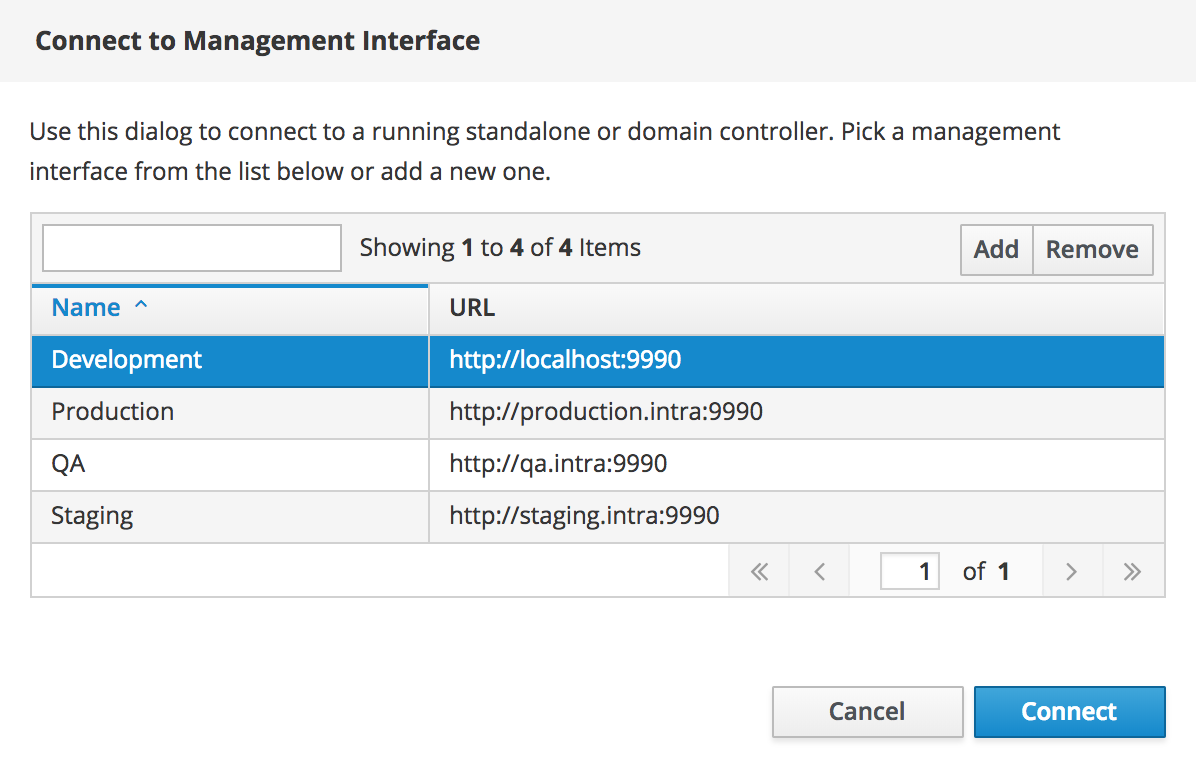 Connect to Management Interface
Use this dialog to connect to a running standalone or domain controller. Pick a management
interface from the list below or add a new one.
Showing 1 to 4 of 4 Items Add Remove
Name URL
Development http://localhost:9990
Production http://production.intra:9990
QA http://qa.intra:9990
Staging http://staging.intra:9990
1 of 1
Cancel Connect